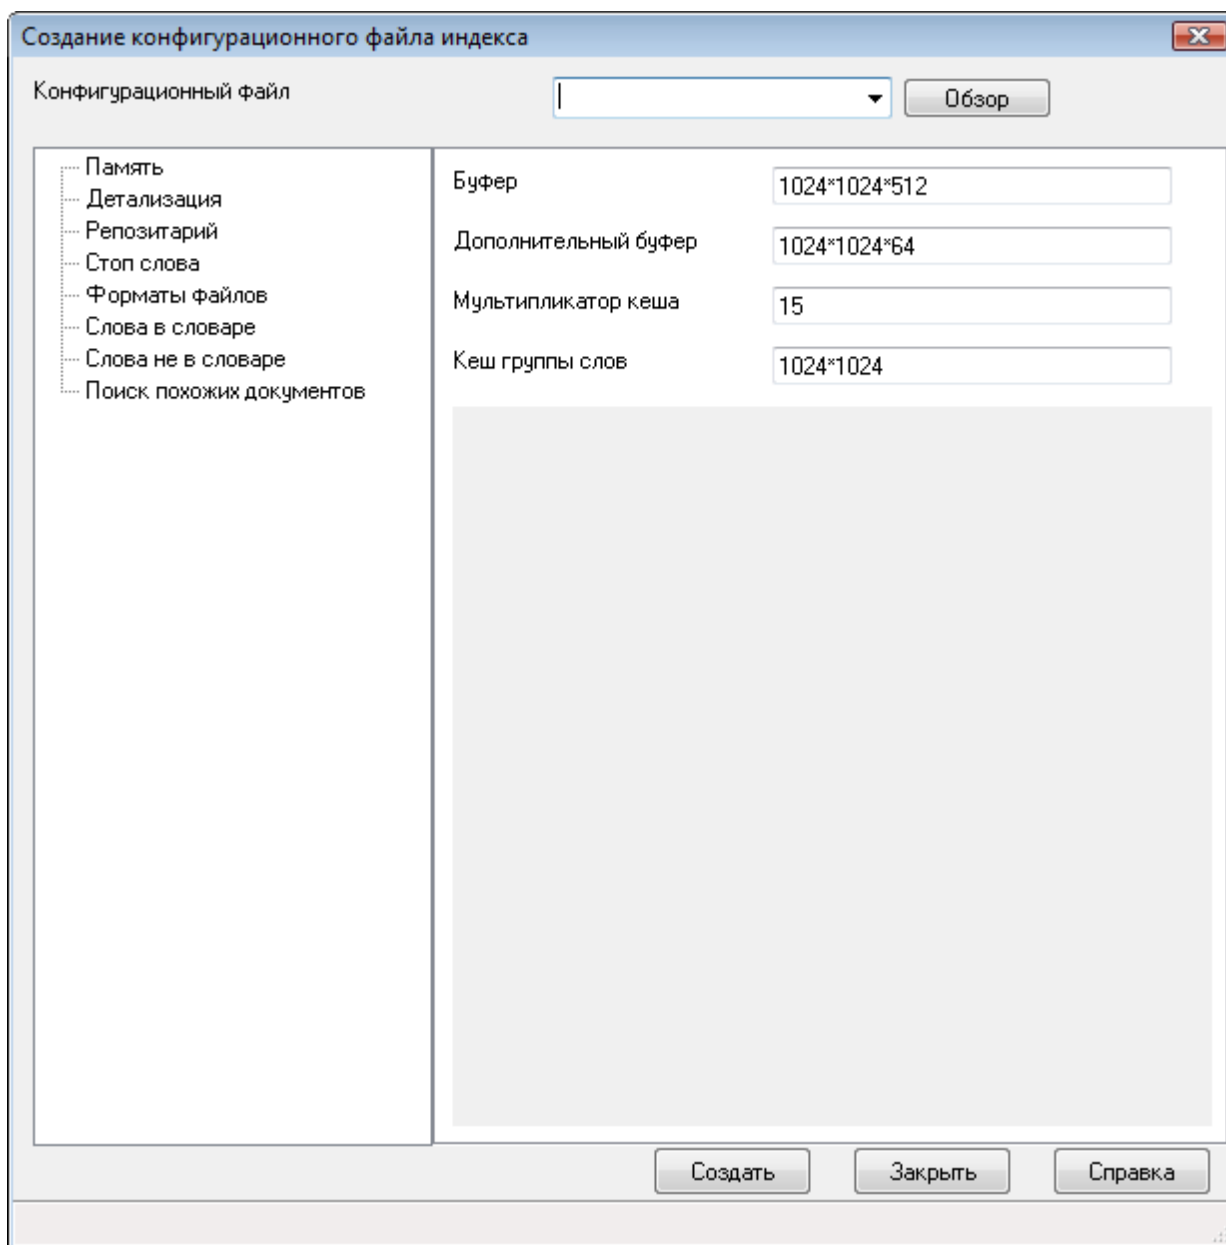 Создание конфигурационного файла индекса
Конфигурационный файл
Обзор
Память
Детализация
Репозитарий
Стоп слова
Форматы файлов
Слова в словаре
Слова не в словаре
Поиск похожих документов
Буфер 1024*1024*512
Дополнительный буфер 1024*1024*64
Мультипликатор кеша 15
Кеш группы слов 1024*1024
Создать Закрыть Справка